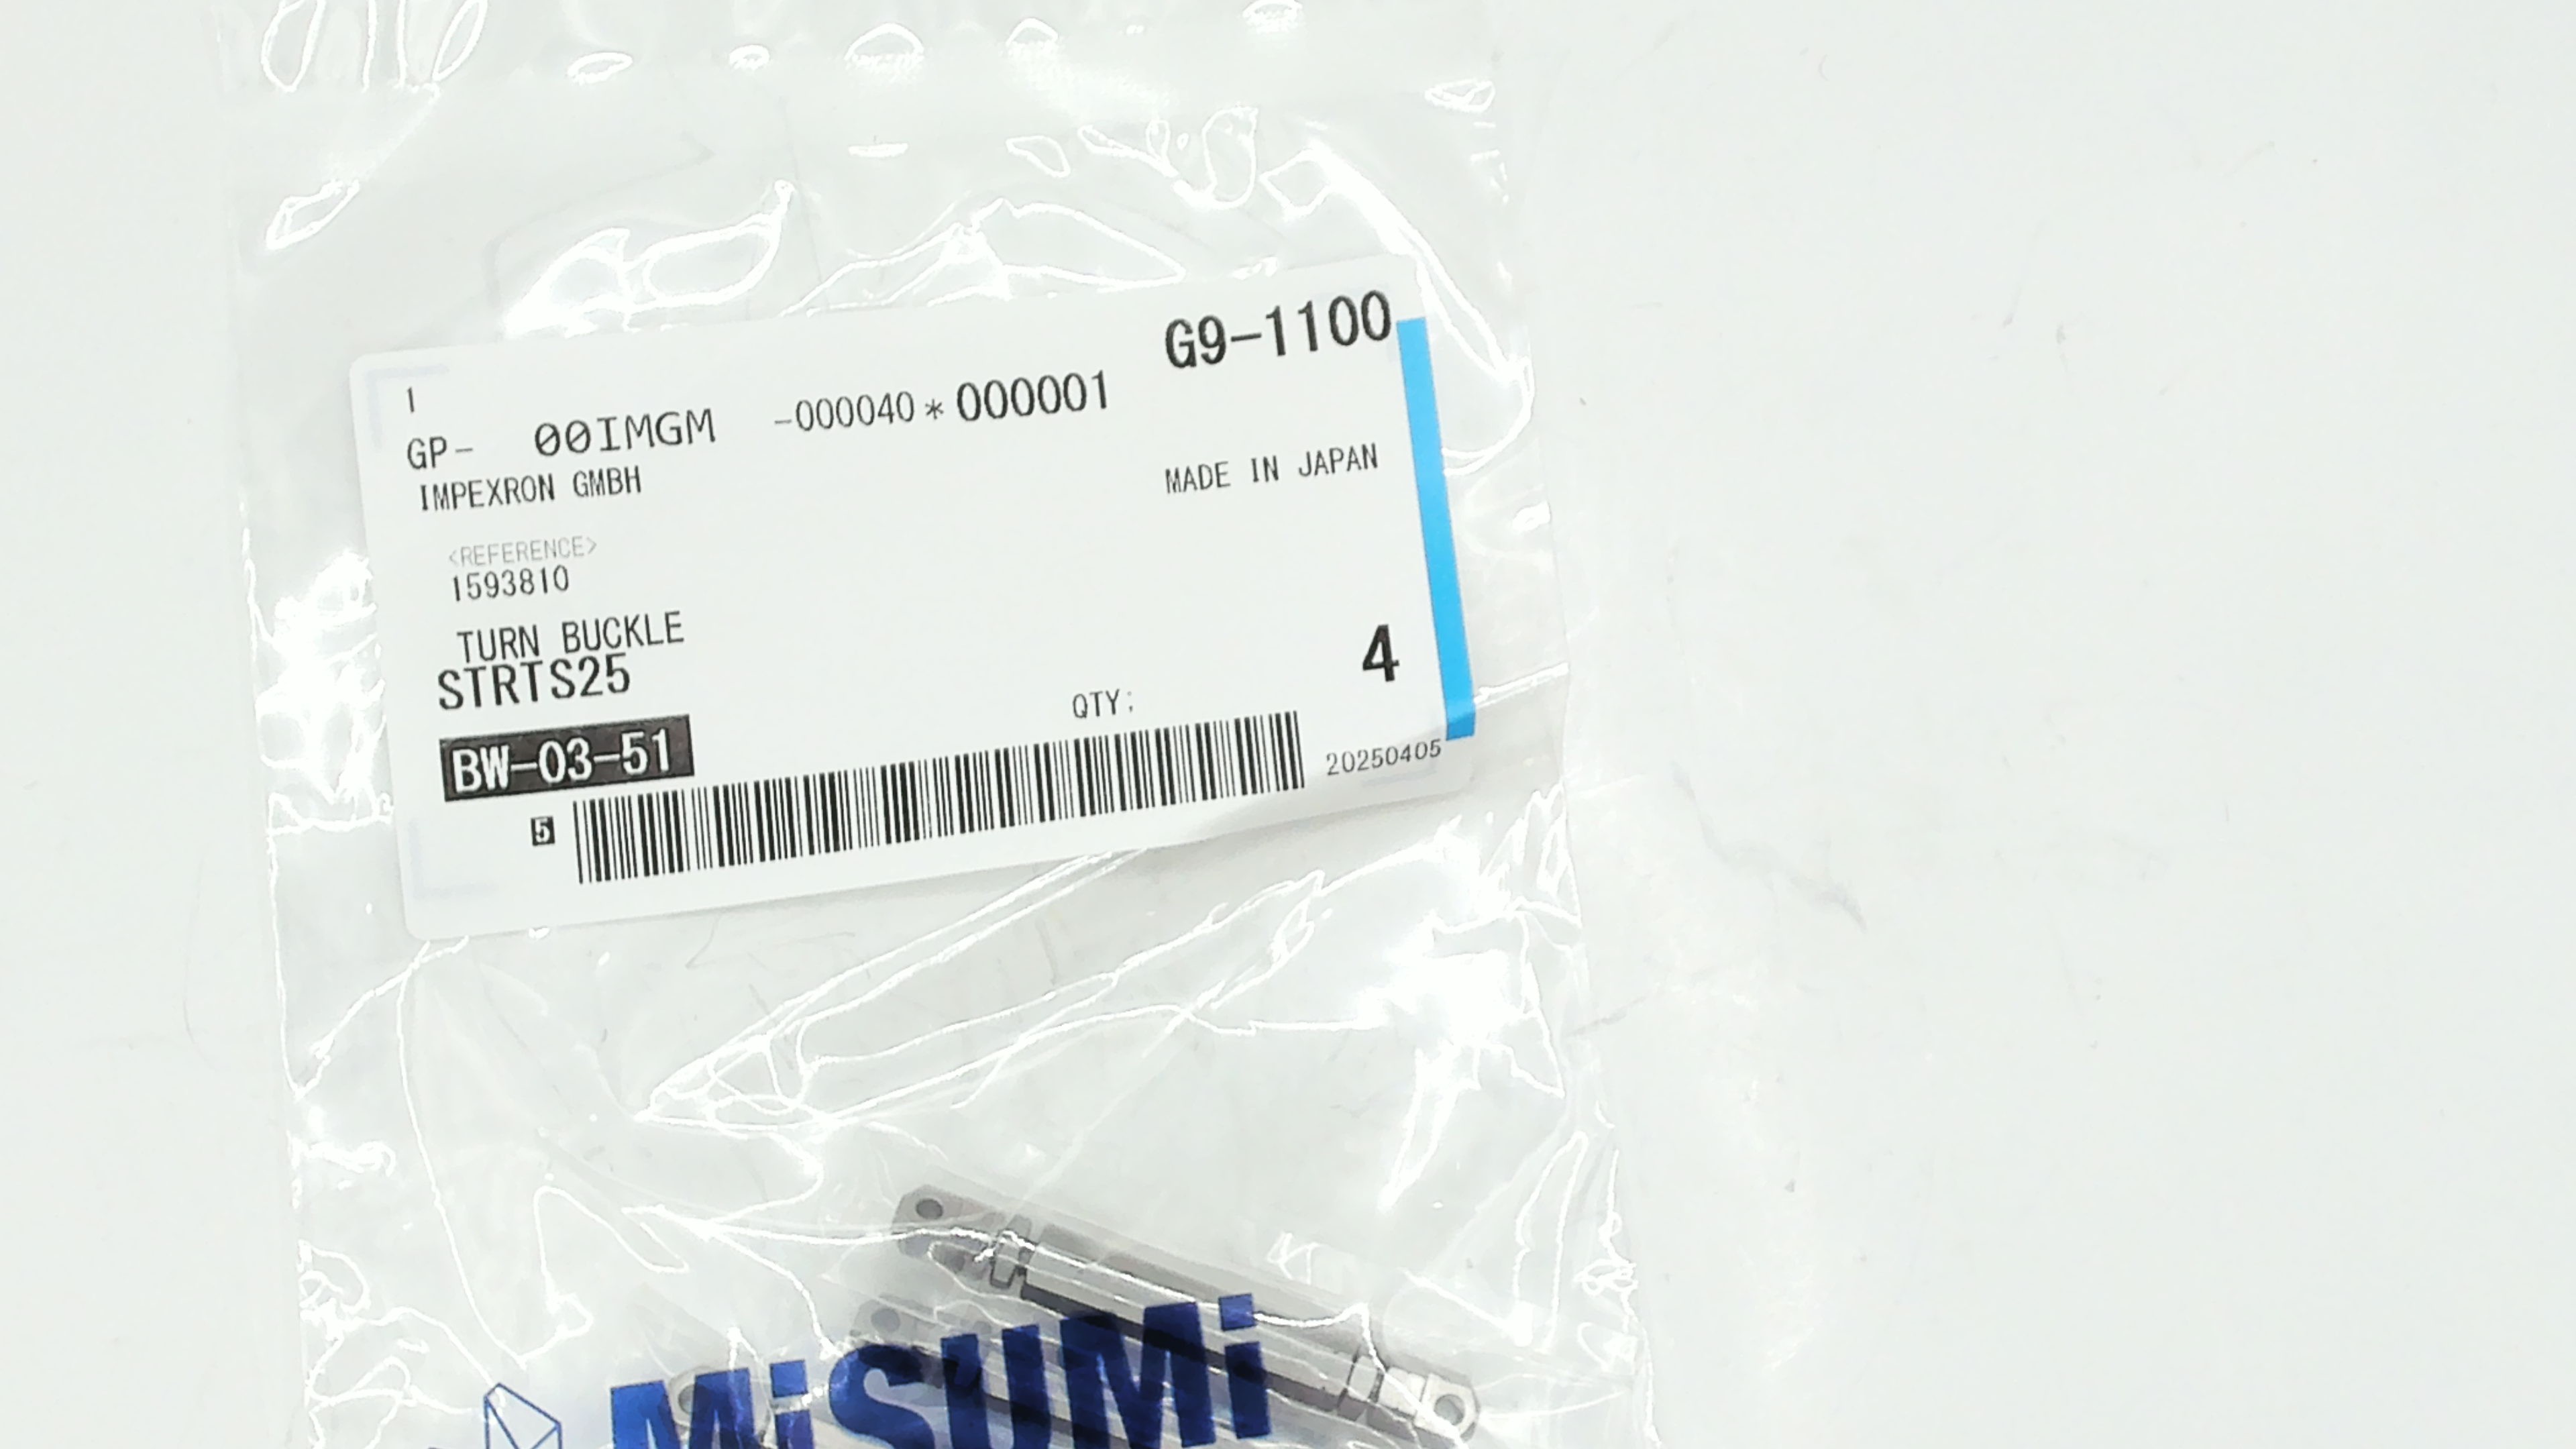 G9-1100
1
GP- 00IMGM -000040*000001
IMPEXRON GMBH
MADE IN JAPAN
<REFERENCE>
1593810
TURN BUCKLE
STRTS25
QTY: 4
BW-03-51
20250405
5
MiSUMi